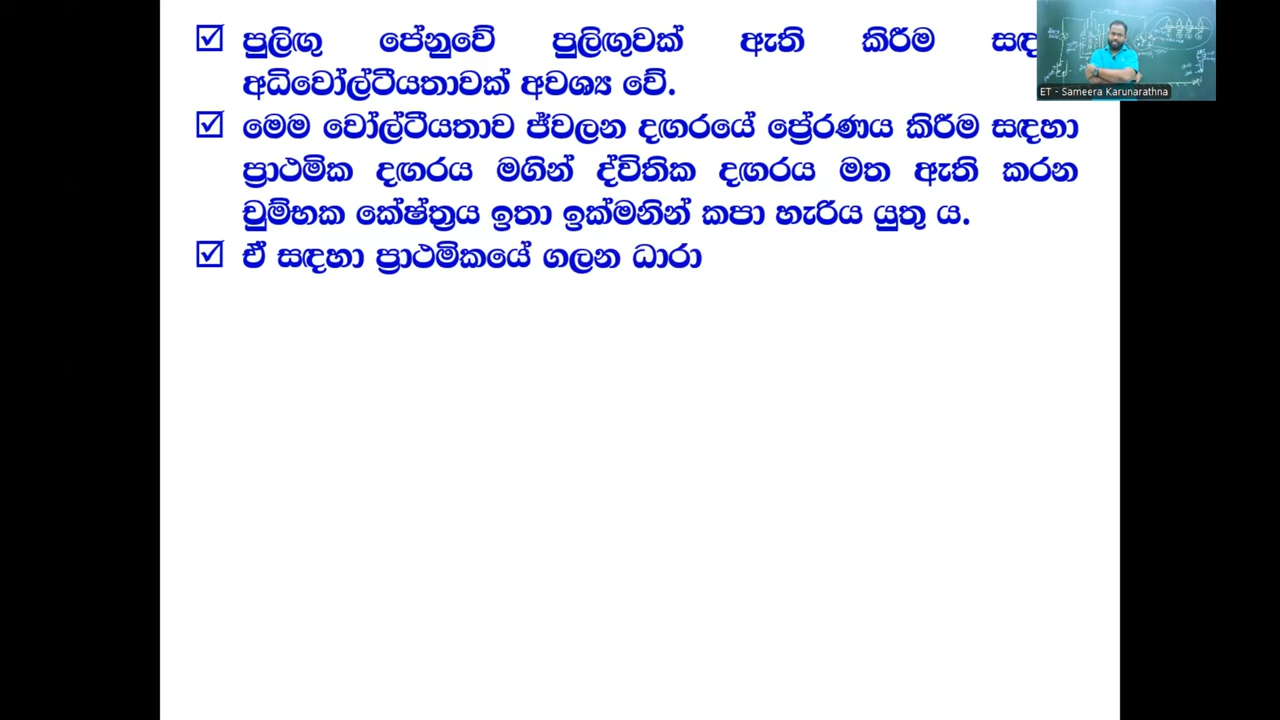 පුලිඟු පේනුවේ පුලිඟුවක් ඇති කිරීම
අධිවෝල්ටීයතාවක් අවශ්‍ය වේ.
මෙම වෝල්ටීයතාව ජ්වලන දඟරයේ ප්‍රේරණය කිරීම සඳහා
ප්‍රාථමික දඟරය මගින් ද්විතික දඟරය මත ඇති කරන
චුම්භක කේෂ්ත්‍රය ඉතා ඉක්මනින් කපා හැරිය යුතු ය.
ඒ සඳහා ප්‍රාථමිකයේ ගලන ධාරා
ET - Sameera Karunarathna